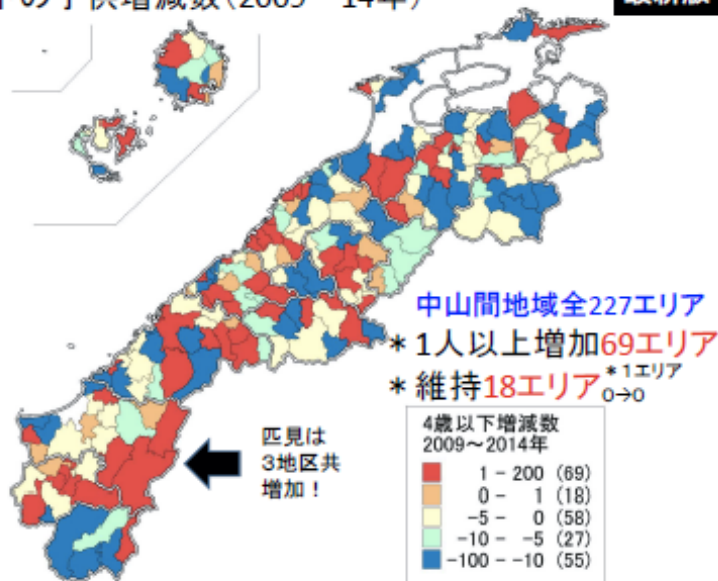 の子供増減数(2009 14年)
最新版
中山間地域全227エリア
*1人以上増加69エリア
*維持18エリア *1エリア
0→0
匹見は
3地区共
増加!
4歳以下増減数
2009~2014年
1 - 200 (69)
0 - 1 (18)
-5 - 0 (58)
-10 - -5 (27)
-100 - -10 (55)